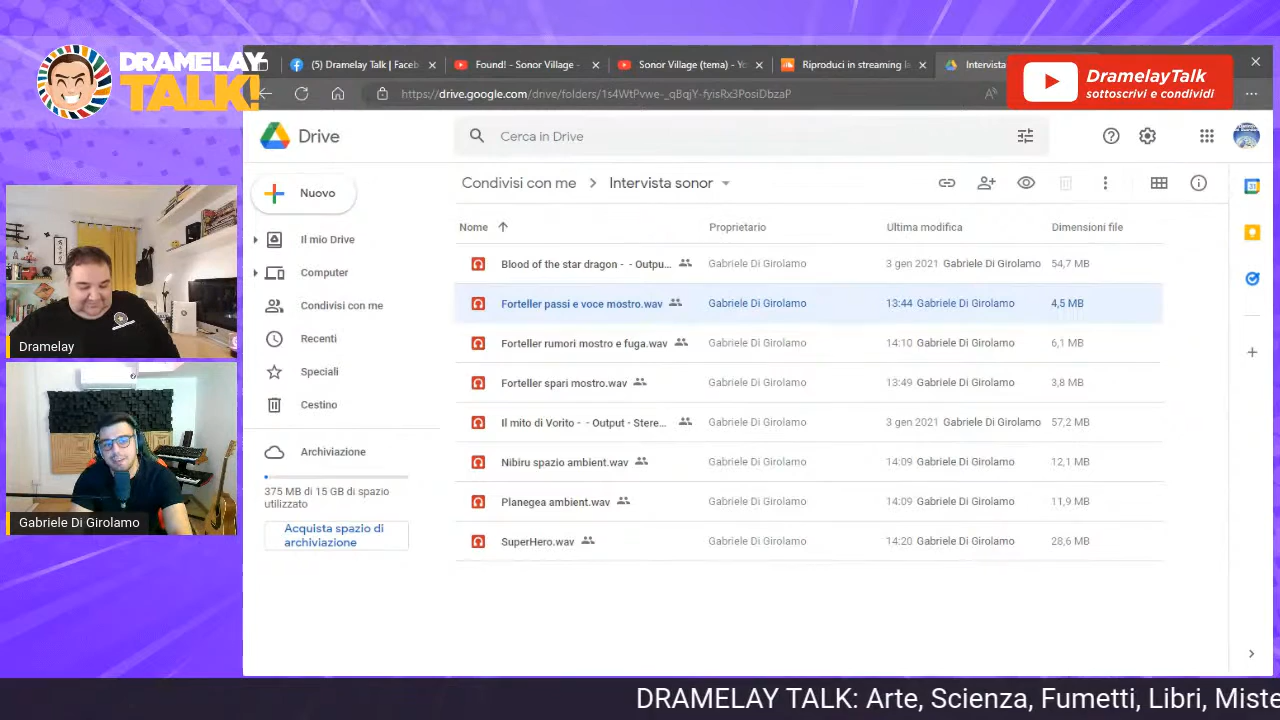 DRAMELAY
TALK!
(5) Dramelay Talk | Faceb
Found! - Sonor Village
Sonor Village (tema) - Yo
Riproduci in streaming la
Intervista
https://drive.google.com/drive/folders/1s4WtPvwe-_qBqjY-fyisRx3PosiDbzaP
DramelayTalk
sottoscrivi e condividi
Drive
Cerca in Drive
Nuovo
Condivisi con me
Intervista sonor
Nome
Proprietario
Ultima modifica
Dimensioni file
Il mio Drive
Computer
Condivisi con me
Recenti
Speciali
Cestino
Archiviazione
375 MB di 15 GB di spazio
utilizzato
Acquista spazio di
archiviazione
Blood of the star dragon - - Outpu... Gabriele Di Girolamo 3 gen 2021 Gabriele Di Girolamo 54,7 MB
Forteller passi e voce mostro.wav Gabriele Di Girolamo 13:44 Gabriele Di Girolamo 4,5 MB
Forteller rumori mostro e fuga.wav Gabriele Di Girolamo 14:10 Gabriele Di Girolamo 6,1 MB
Forteller spari mostro.wav Gabriele Di Girolamo 13:49 Gabriele Di Girolamo 3,8 MB
Il mito di Vorito - - Output - Stere... Gabriele Di Girolamo 3 gen 2021 Gabriele Di Girolamo 57,2 MB
Nibiru spazio ambient.wav Gabriele Di Girolamo 14:09 Gabriele Di Girolamo 12,1 MB
Planegea ambient.wav Gabriele Di Girolamo 14:09 Gabriele Di Girolamo 11,9 MB
SuperHero.wav Gabriele Di Girolamo 14:20 Gabriele Di Girolamo 28,6 MB
Dramelay
Gabriele Di Girolamo
DRAMELAY TALK: Arte, Scienza, Fumetti, Libri, Miste